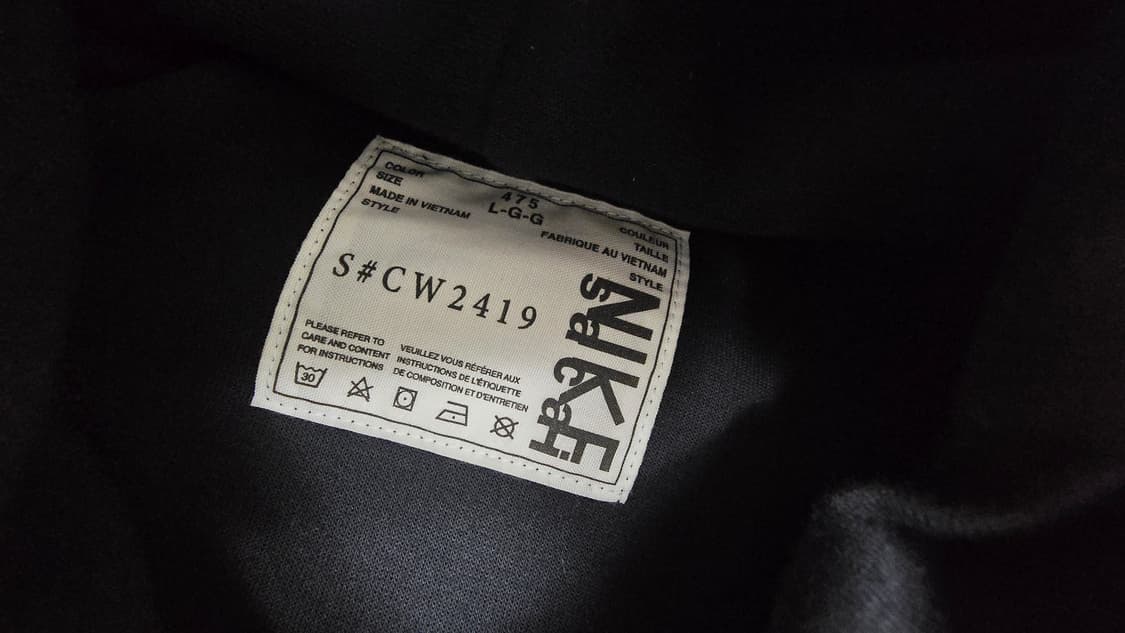 COLOR 475 COULEUR
SIZE L-G-G TAILLE
MADE IN VIETNAM FABRIQUE AU VIETNAM
STYLE STYLE
S#CW2419
NIKE
sacai
PLEASE REFER TO
CARE AND CONTENT
FOR INSTRUCTIONS
VEUILLEZ VOUS RÉFÉRER AUX
INSTRUCTIONS DE L'ÉTIQUETTE
DE COMPOSITION ET D'ENTRETIEN
30